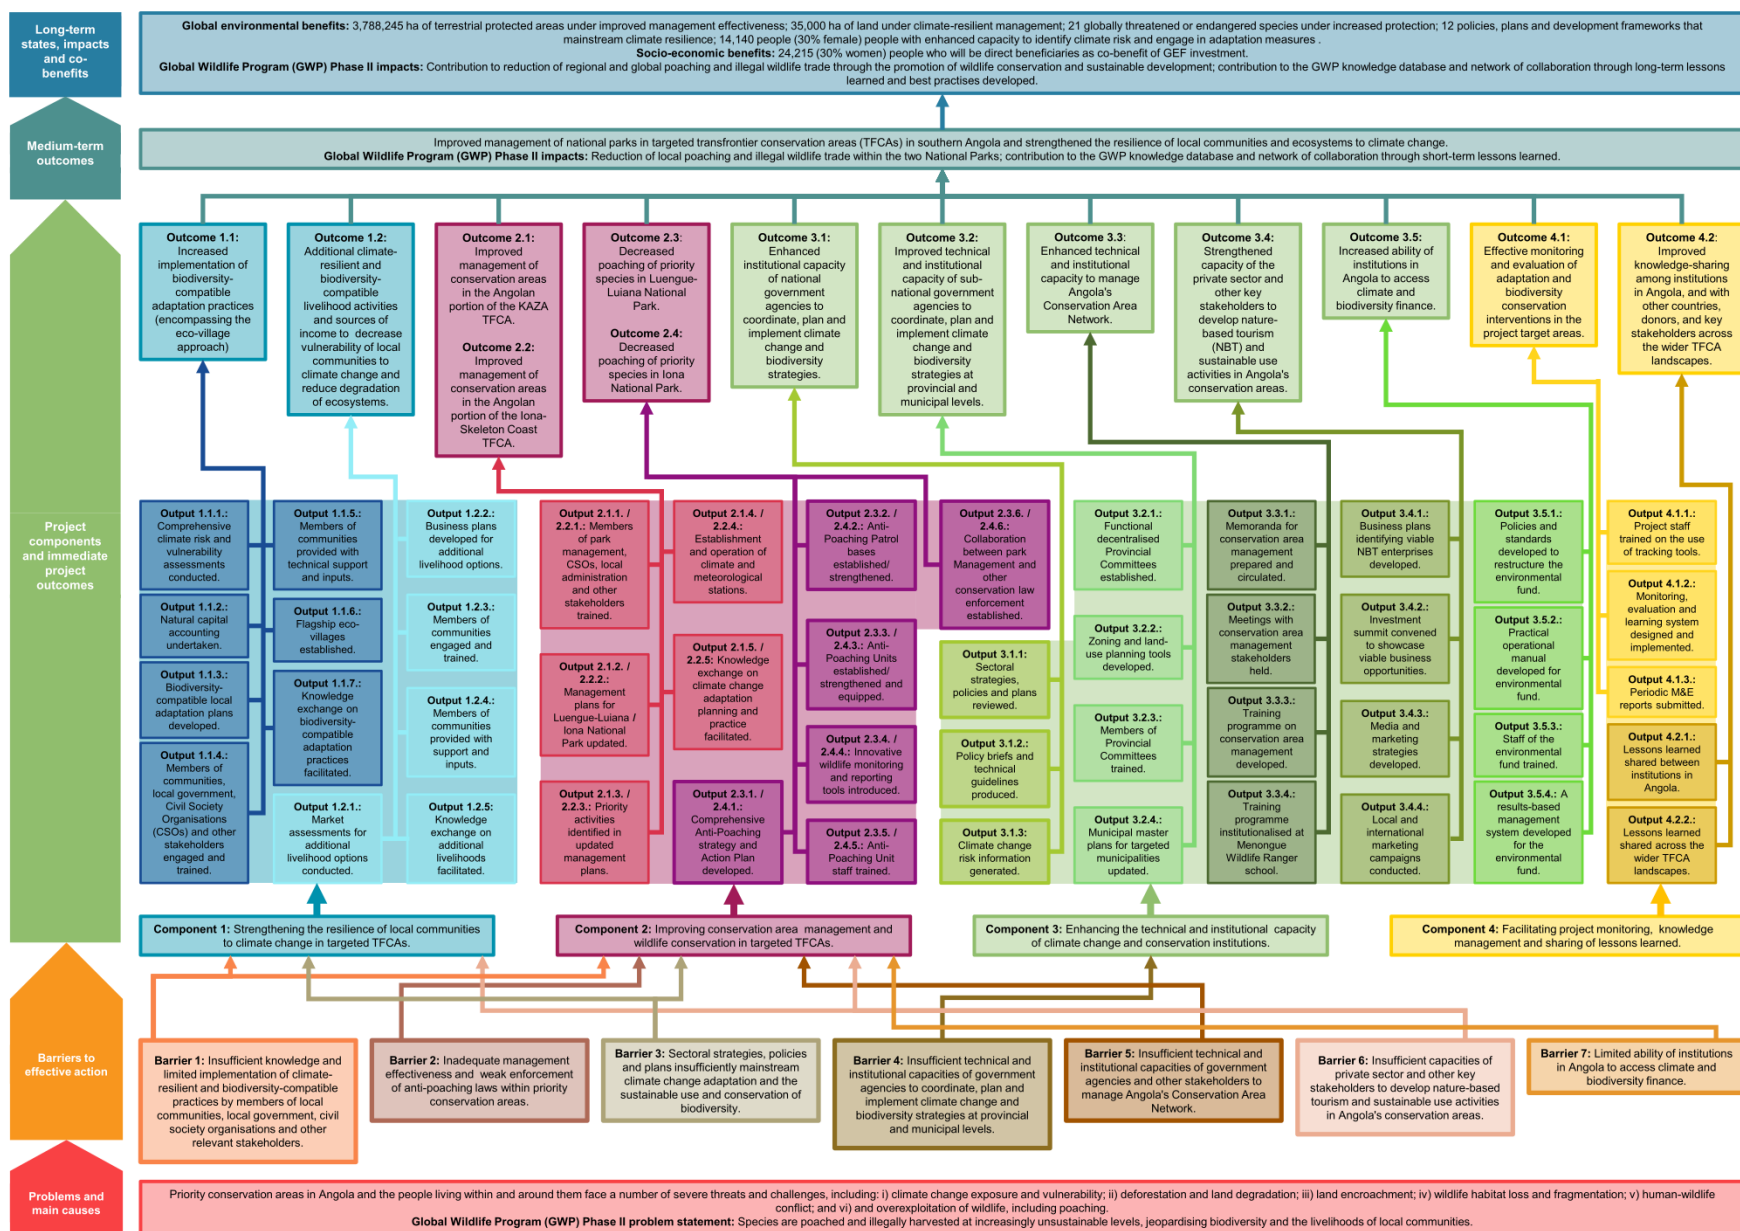 Long-term
states, impacts
and co-
benefits
Global environmental benefits: 3,788,245 ha of terrestrial protected areas under improved management effectiveness; 35,000 ha of land under climate-resilient management; 21 globally threatened or endangered species under increased protection; 12 policies, plans and development frameworks that
mainstream climate resilience; 14,140 people (30% female) people with enhanced capacity to identify climate risk and engage in adaptation measures .
Socio-economic benefits: 24,215 (30% women) people who will be direct beneficiaries as co-benefit of GEF investment.
Global Wildlife Program (GWP) Phase II impacts: Contribution to reduction of regional and global poaching and illegal wildlife trade through the promotion of wildlife conservation and sustainable development; contribution to the GWP knowledge database and network of collaboration through long-term lessons
learned and best practises developed.
Medium-term
outcomes
Improved management of national parks in targeted transfrontier conservation areas (TFCAs) in southern Angola and strengthened the resilience of local communities and ecosystems to climate change.
Global Wildlife Program (GWP) Phase II impacts: Reduction of local poaching and illegal wildlife trade within the two National Parks; contribution to the GWP knowledge database and network of collaboration through short-term lessons learned.
Project
components
and immediate
project
outcomes
Outcome 1.1:
Increased
implementation of
biodiversity-
compatible
adaptation practices
(encompassing the
eco-village
approach)
Outcome 1.2:
Additional climate-
resilient and
biodiversity-
compatible
livelihood activities
and sources of
income to decrease
vulnerability of local
communities to
climate change and
reduce degradation
of ecosystems.
Outcome 2.1:
Improved
management of
conservation areas
in the Angolan
portion of the KAZA
TFCA.
Outcome 2.2:
Improved
management of
conservation areas
in the Angolan
portion of the Iona-
Skeleton Coast
TFCA.
Outcome 2.3:
Decreased
poaching of priority
species in Luengue-
Luiana National
Park.
Outcome 2.4:
Decreased
poaching of priority
species in Iona
National Park.
Outcome 3.1:
Enhanced
institutional capacity
of national
government
agencies to
coordinate, plan and
implement climate
change and
biodiversity
strategies.
Outcome 3.2:
Improved technical
and institutional
capacity of sub-
national government
agencies to
coordinate, plan and
implement climate
change and
biodiversity
strategies at
provincial and
municipal levels.
Outcome 3.3:
Enhanced technical
and institutional
capacity to manage
Angola's
Conservation Area
Network.
Outcome 3.4:
Strengthened
capacity of the
private sector and
other key
stakeholders to
develop nature-
based tourism
(NBT) and
sustainable use
activities in Angola's
conservation areas.
Outcome 3.5:
Increased ability of
institutions in
Angola to access
climate and
biodiversity finance.
Outcome 4.1:
Effective monitoring
and evaluation of
adaptation and
biodiversity
conservation
interventions in the
project target areas.
Outcome 4.2:
Improved
knowledge-sharing
among institutions
in Angola, and with
other countries,
donors, and key
stakeholders across
the wider TFCA
landscapes.
Output 1.1.1.:
Comprehensive
climate risk and
vulnerability
assessments
conducted.
Output 1.1.2.:
Natural capital
accounting
undertaken.
Output 1.1.3.:
Biodiversity-
compatible local
adaptation plans
developed.
Output 1.1.4.:
Members of
communities,
local government,
Civil Society
Organisations
(CSOs) and other
stakeholders
engaged and
trained.
Output 1.1.5.:
Members of
communities
provided with
technical support
and inputs.
Output 1.1.6.:
Flagship eco-
villages
established.
Output 1.1.7.:
Knowledge
exchange on
biodiversity-
compatible
adaptation
practices
facilitated.
Output 1.2.1.:
Market
assessments for
additional
livelihood options
conducted.
Output 1.2.2.:
Business plans
developed for
additional
livelihood options.
Output 1.2.3.:
Members of
communities
engaged and
trained.
Output 1.2.4.:
Members of
communities
provided with
support and
inputs.
Output 1.2.5:
Knowledge
exchange on
additional
livelihoods
facilitated.
Output 2.1.1. /
2.2.1.: Members
of park
management,
CSOs, local
administration
and other
stakeholders
trained.
Output 2.1.2. /
2.2.2.:
Management
plans for
Luengue-Luiana /
Iona National
Park updated.
Output 2.1.3. /
2.2.3.: Priority
activities
identified in
updated
management
plans.
Output 2.1.4. /
2.2.4.:
Establishment
and operation of
climate and
meteorological
stations.
Output 2.1.5. /
2.2.5: Knowledge
exchange on
climate change
adaptation
planning and
practice
facilitated.
Output 2.3.1. /
2.4.1.:
Comprehensive
Anti-Poaching
strategy and
Action Plan
developed.
Output 2.3.2. /
2.4.2.: Anti-
Poaching Patrol
bases
established/
strengthened.
Output 2.3.3. /
2.4.3.: Anti-
Poaching Units
established/
strengthened and
equipped.
Output 2.3.4. /
2.4.4.: Innovative
wildlife monitoring
and reporting
tools introduced.
Output 2.3.5. /
2.4.5.: Anti-
Poaching Unit
staff trained.
Output 2.3.6. /
2.4.6.:
Collaboration
between park
Management and
other
conservation law
enforcement
established.
Output 3.1.1:
Sectoral
strategies,
policies and plans
reviewed.
Output 3.1.2.:
Policy briefs and
technical
guidelines
produced.
Output 3.1.3:
Climate change
risk information
generated.
Output 3.2.1.:
Functional
decentralised
Provincial
Committees
established.
Output 3.2.2.:
Zoning and land-
use planning tools
developed.
Output 3.2.3.:
Members of
Provincial
Committees
trained.
Output 3.2.4.:
Municipal master
plans for targeted
municipalities
updated.
Output 3.3.1.:
Memoranda for
conservation area
management
prepared and
circulated.
Output 3.3.2.:
Meetings with
conservation area
management
stakeholders
held.
Output 3.3.3.:
Training
programme on
conservation area
management
developed.
Output 3.3.4.:
Training
programme
institutionalised at
Menongue
Wildlife Ranger
school.
Output 3.4.1.:
Business plans
identifying viable
NBT enterprises
developed.
Output 3.4.2.:
Investment
summit convened
to showcase
viable business
opportunities.
Output 3.4.3.:
Media and
marketing
strategies
developed.
Output 3.4.4.:
Local and
international
marketing
campaigns
conducted.
Output 3.5.1.:
Policies and
standards
developed to
restructure the
environmental
fund.
Output 3.5.2.:
Practical
operational
manual
developed for
environmental
fund.
Output 3.5.3.:
Staff of the
environmental
fund trained.
Output 3.5.4.: A
results-based
management
system developed
for the
environmental
fund.
Output 4.1.1.:
Project staff
trained on the use
of tracking tools.
Output 4.1.2.:
Monitoring,
evaluation and
learning system
designed and
implemented.
Output 4.1.3.:
Periodic M&E
reports submitted.
Output 4.2.1.:
Lessons learned
shared between
institutions in
Angola.
Output 4.2.2.:
Lessons learned
shared across the
wider TFCA
landscapes.
Component 1: Strengthening the resilience of local communities
to climate change in targeted TFCAs.
Component 2: Improving conservation area management and
wildlife conservation in targeted TFCAs.
Component 3: Enhancing the technical and institutional capacity
of climate change and conservation institutions.
Component 4: Facilitating project monitoring, knowledge
management and sharing of lessons learned.
Barriers to
effective action
Barrier 1: Insufficient knowledge and
limited implementation of climate-
resilient and biodiversity-compatible
practices by members of local
communities, local government, civil
society organisations and other
relevant stakeholders.
Barrier 2: Inadequate management
effectiveness and weak enforcement
of anti-poaching laws within priority
conservation areas.
Barrier 3: Sectoral strategies, policies
and plans insufficiently mainstream
climate change adaptation and the
sustainable use and conservation of
biodiversity.
Barrier 4: Insufficient technical and
institutional capacities of government
agencies to coordinate, plan and
implement climate change and
biodiversity strategies at provincial
and municipal levels.
Barrier 5: Insufficient technical and
institutional capacities of government
agencies and other stakeholders to
manage Angola's Conservation Area
Network.
Barrier 6: Insufficient capacities of
private sector and other key
stakeholders to develop nature-based
tourism and sustainable use activities
in Angola's conservation areas.
Barrier 7: Limited ability of institutions
in Angola to access climate and
biodiversity finance.
Problems and
main causes
Priority conservation areas in Angola and the people living within and around them face a number of severe threats and challenges, including: i) climate change exposure and vulnerability; ii) deforestation and land degradation; iii) land encroachment; iv) wildlife habitat loss and fragmentation; v) human-wildlife
conflict; and vi) and overexploitation of wildlife, including poaching.
Global Wildlife Program (GWP) Phase II problem statement: Species are poached and illegally harvested at increasingly unsustainable levels, jeopardising biodiversity and the livelihoods of local communities.